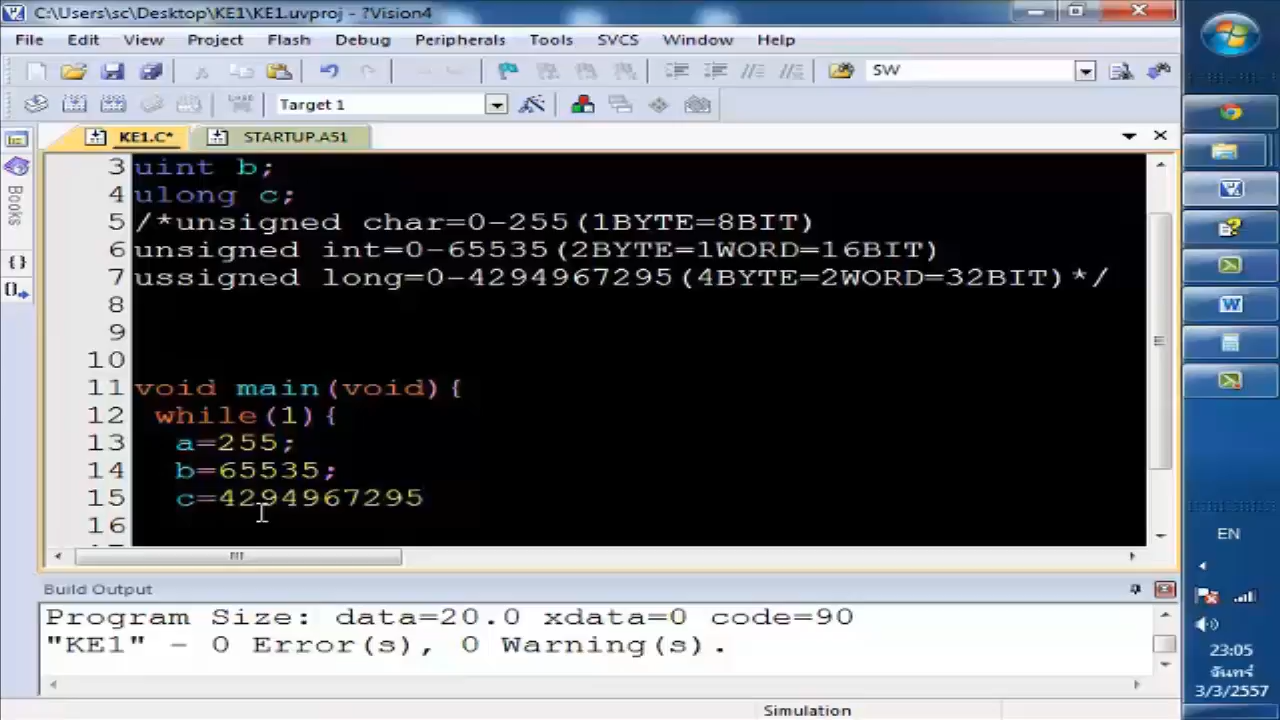 C:\Users\sc\Desktop\KE1\KE1.uvproj - ?Vision4
File Edit View Project Flash Debug Peripherals Tools SVCS Window Help
SW
Target 1
KE1.C* STARTUP.A51
Books
3 uint b;
4 ulong c;
5 /*unsigned char=0-255(1BYTE=8BIT)
6 unsigned int=0-65535(2BYTE=1WORD=16BIT)
7 ussigned long=0-4294967295(4BYTE=2WORD=32BIT)*/
8
9
10
11 void main(void){
12 while(1){
13 a=255;
14 b=65535;
15 c=4294967295
16
Build Output
Program Size: data=20.0 xdata=0 code=90
"KE1" - 0 Error(s), 0 Warning(s).
Simulation
EN
23:05
จันทร์
3/3/2557